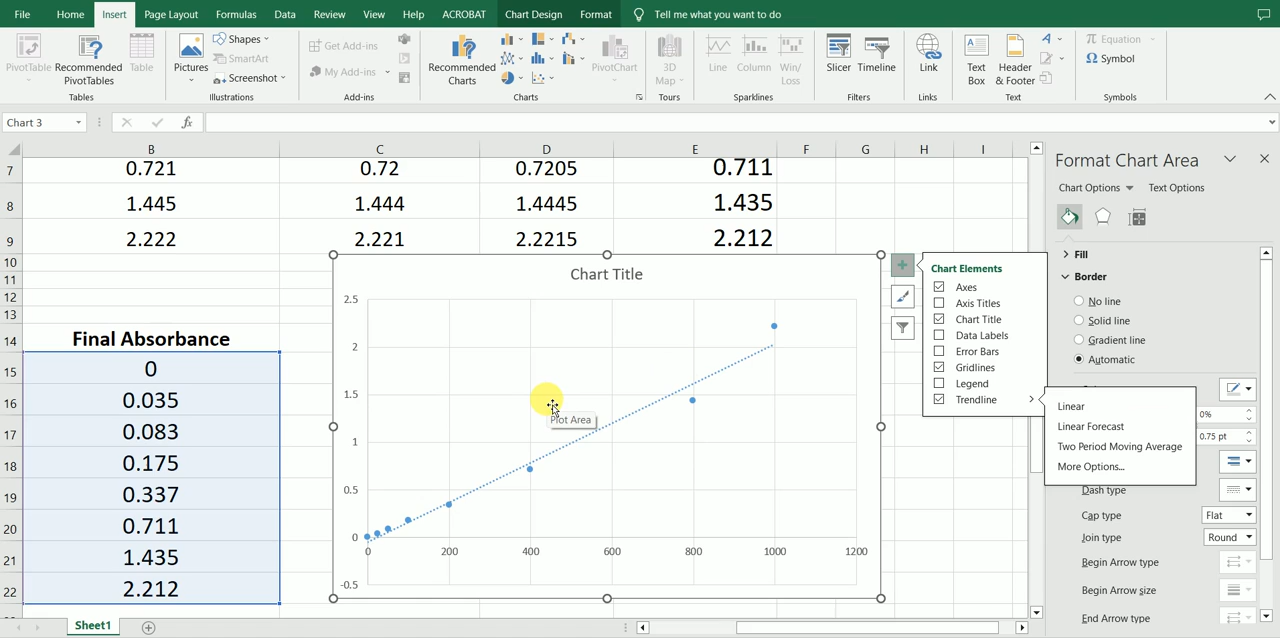 File Home Insert Page Layout Formulas Data Review View Help ACROBAT Chart Design Format Tell me what you want to do
PivotTable Recommended PivotTables Table
Tables
Pictures Shapes SmartArt Screenshot
Illustrations
Get Add-ins My Add-ins
Add-ins
Recommended Charts
PivotChart
Charts
3D Map
Tours
Line Column Win/ Loss
Sparklines
Slicer Timeline
Filters
Link
Links
Text Box Header & Footer
Text
Equation Symbol
Symbols
Chart 3 fx
B C D E F G H I
7 0.721 0.72 0.7205 0.711
8 1.445 1.444 1.4445 1.435
9 2.222 2.221 2.2215 2.212
10
11
12
13
14 Final Absorbance
15 0
16 0.035
17 0.083
18 0.175
19 0.337
20 0.711
21 1.435
22 2.212
Chart Title
2.5
2
1.5
1
0.5
0
-0.5
0 200 400 600 800 1000 1200
Plot Area
Chart Elements
Axes
Axis Titles
Chart Title
Data Labels
Error Bars
Gridlines
Legend
Trendline
Linear
Linear Forecast
Two Period Moving Average
More Options...
Format Chart Area
Chart Options Text Options
Fill
Border
No line
Solid line
Gradient line
Automatic
0%
0.75 pt
Dash type
Cap type Flat
Join type Round
Begin Arrow type
Begin Arrow size
End Arrow type
Sheet1